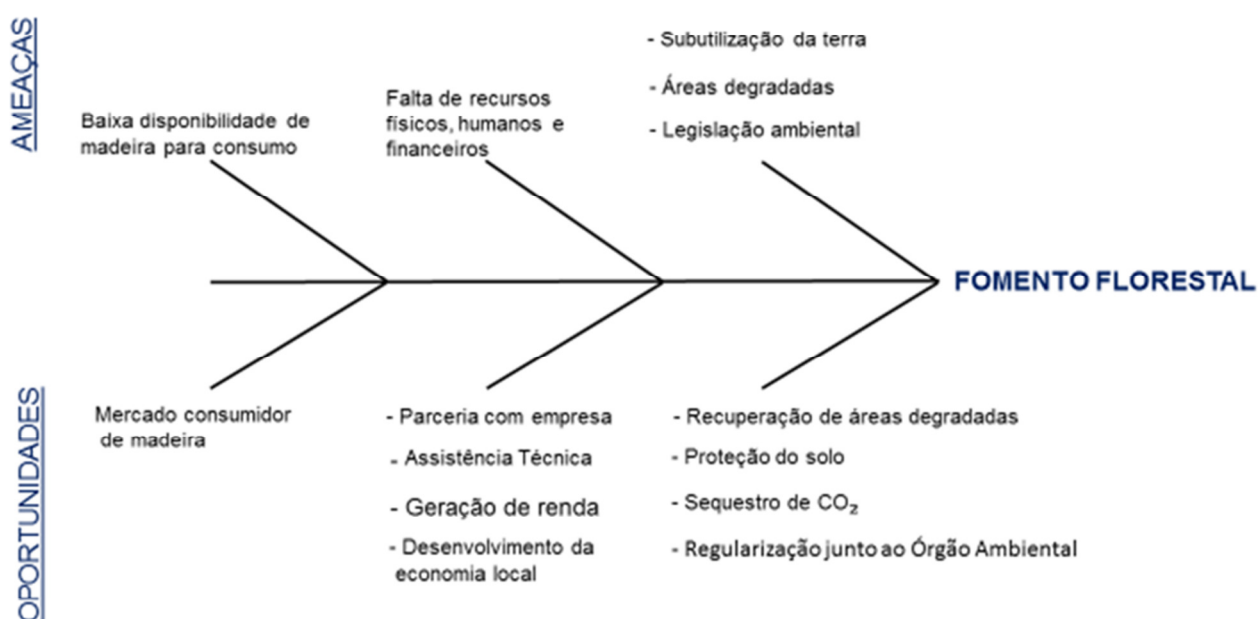 AMEAÇAS
Baixa disponibilidade de
madeira para consumo
Falta de recursos
físicos, humanos e
financeiros
- Subutilização da terra
- Áreas degradadas
- Legislação ambiental
FOMENTO FLORESTAL
OPORTUNIDADES
Mercado consumidor
de madeira
- Parceria com empresa
- Assistência Técnica
- Geração de renda
- Desenvolvimento da
economia local
- Recuperação de áreas degradadas
- Proteção do solo
- Sequestro de CO₂
- Regularização junto ao Órgão Ambiental